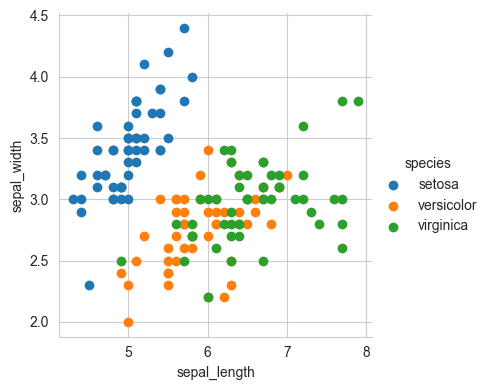 4.5
4.0
3.5
3.0
2.5
2.0
sepal_width
5
6
7
8
sepal_length
species
setosa
versicolor
virginica